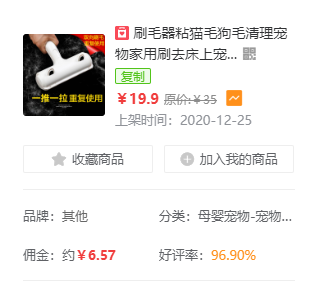 刷毛器粘猫毛狗毛清理宠
物家用刷去床上宠...
一推一拉 重复使用
复制
￥19.9 原价:￥35
上架时间：2020-12-25
收藏商品
加入我的商品
品牌：其他
分类：母婴宠物-宠物...
佣金：约￥6.57
好评率：96.90%